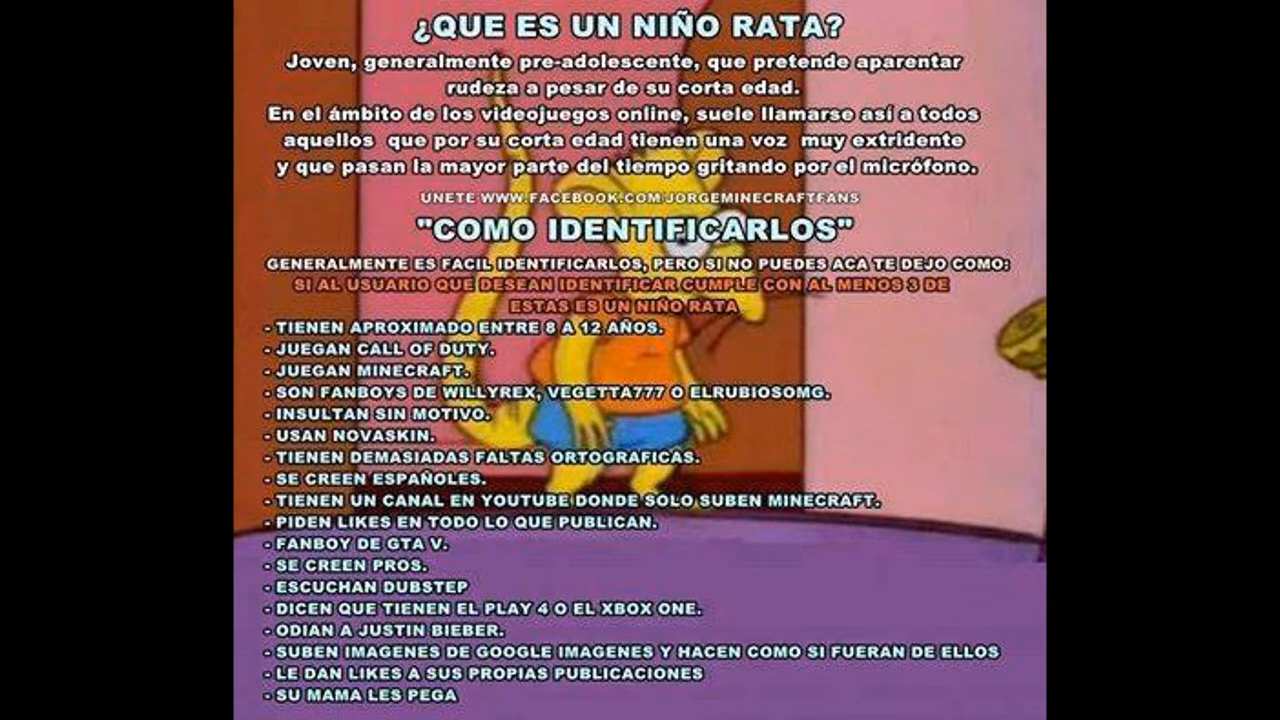 ¿QUE ES UN NIÑO RATA?
Joven, generalmente pre-adolescente, que pretende aparentar
rudeza a pesar de su corta edad.
En el ámbito de los videojuegos online, suele llamarse así a todos
aquellos que por su corta edad tienen una voz muy extridente
y que pasan la mayor parte del tiempo gritando por el micrófono.
UNETE WWW.FACEBOOK.COM/JORGEMINECRAFTFANS
"COMO IDENTIFICARLOS"
GENERALMENTE ES FACIL IDENTIFICARLOS, PERO SI NO PUEDES ACA TE DEJO COMO:
SI AL USUARIO QUE DESEAN IDENTIFICAR CUMPLE CON AL MENOS 3 DE
ESTAS ES UN NIÑO RATA
- TIENEN APROXIMADO ENTRE 8 A 12 AÑOS.
- JUEGAN CALL OF DUTY.
- JUEGAN MINECRAFT.
- SON FANBOYS DE WILLYREX, VEGETTA777 O ELRUBIOSOMG.
- INSULTAN SIN MOTIVO.
- USAN NOVASKIN.
- TIENEN DEMASIADAS FALTAS ORTOGRAFICAS.
- SE CREEN ESPAÑOLES.
- TIENEN UN CANAL EN YOUTUBE DONDE SOLO SUBEN MINECRAFT.
- PIDEN LIKES EN TODO LO QUE PUBLICAN.
- FANBOY DE GTA V.
- SE CREEN PROS.
- ESCUCHAN DUBSTEP
- DICEN QUE TIENEN EL PLAY 4 O EL XBOX ONE.
- ODIAN A JUSTIN BIEBER.
- SUBEN IMAGENES DE GOOGLE IMAGENES Y HACEN COMO SI FUERAN DE ELLOS
- LE DAN LIKES A SUS PROPIAS PUBLICACIONES
- SU MAMA LES PEGA